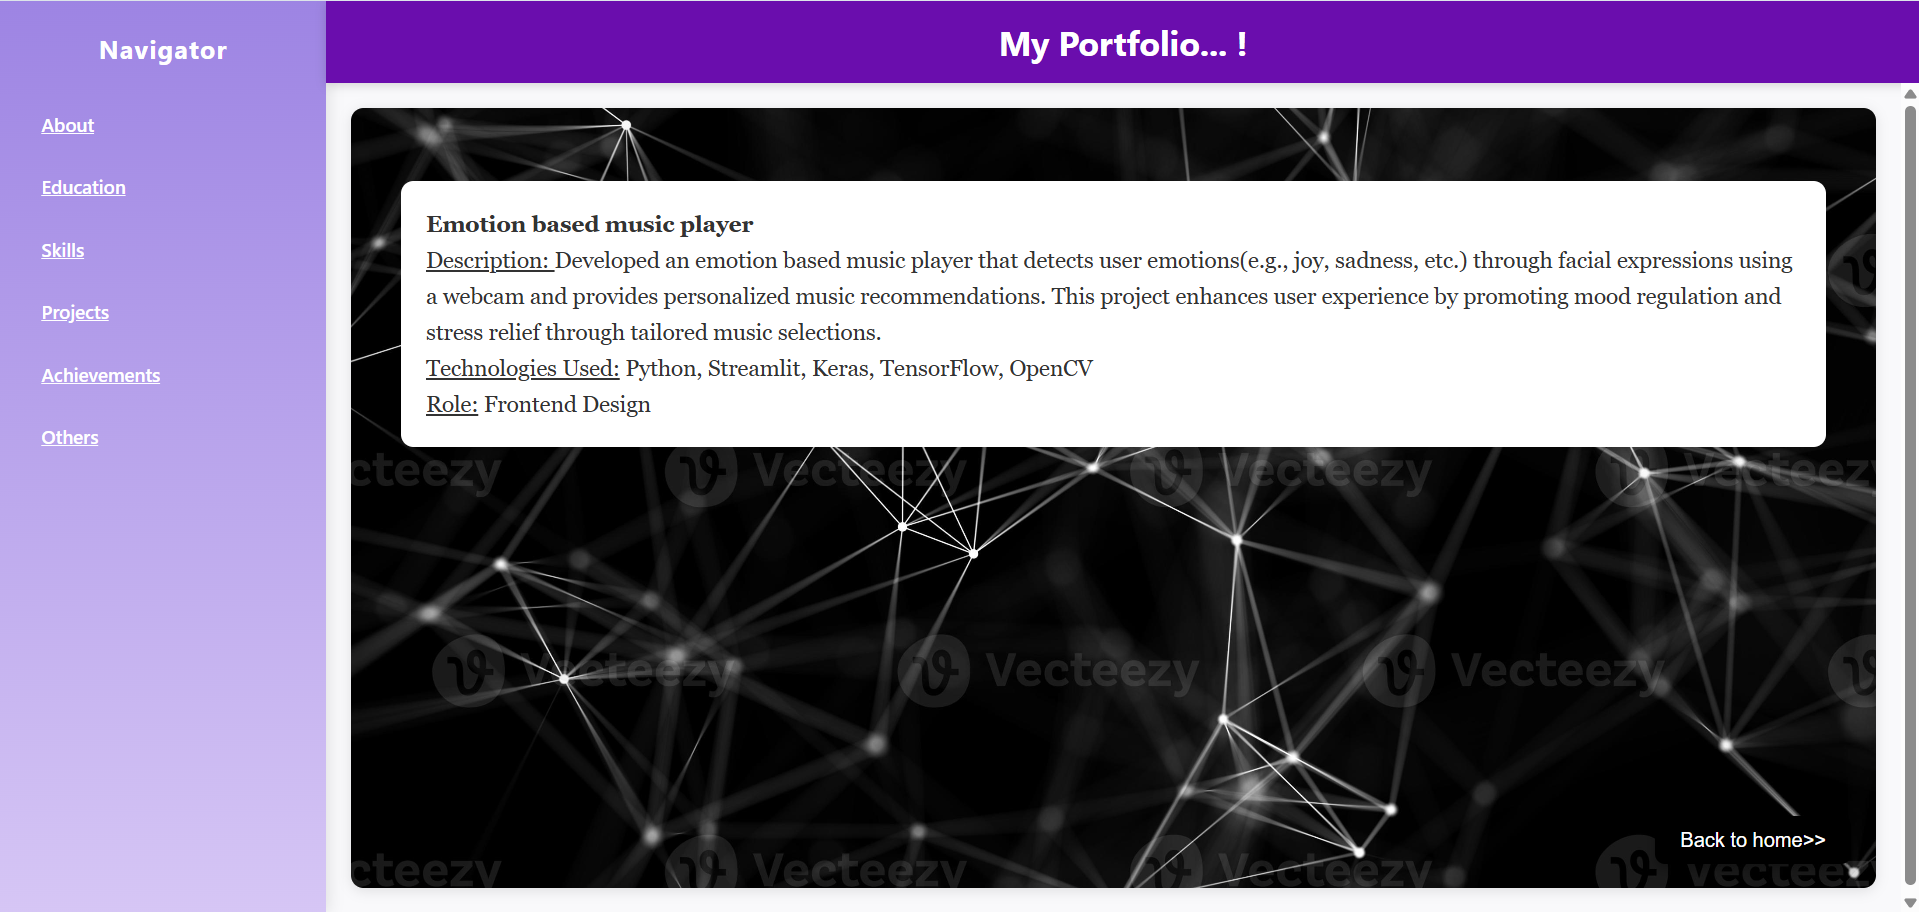 Navigator
My Portfolio... !
About
Education
Skills
Projects
Achievements
Others
Emotion based music player
Description: Developed an emotion based music player that detects user emotions(e.g., joy, sadness, etc.) through facial expressions using
a webcam and provides personalized music recommendations. This project enhances user experience by promoting mood regulation and
stress relief through tailored music selections.
Technologies Used: Python, Streamlit, Keras, TensorFlow, OpenCV
Role: Frontend Design
cteezy Vecteezy Vecteezy Vecteezy
Vecteezy Vecteezy Vecteezy
Back to home>>
cteezy Vecteezy Vecteezy vecteezy